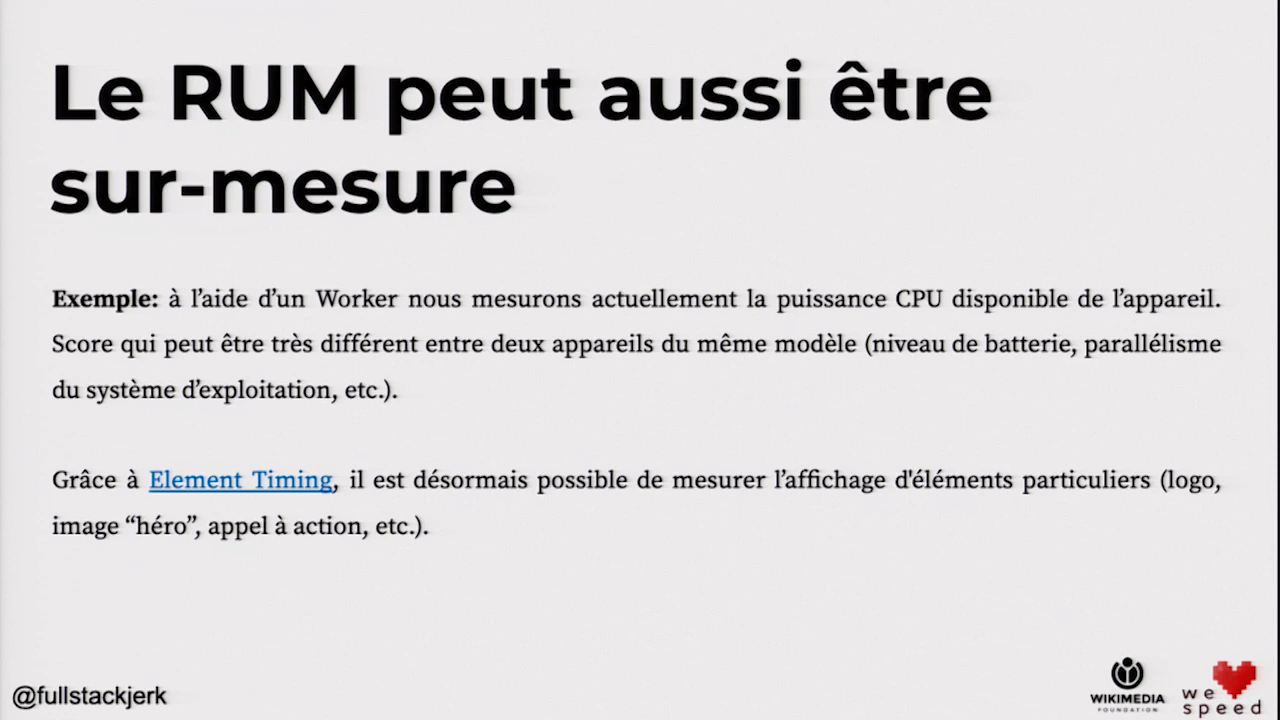 Le RUM peut aussi être
sur-mesure
Exemple: à l’aide d’un Worker nous mesurons actuellement la puissance CPU disponible de l’appareil.
Score qui peut être très différent entre deux appareils du même modèle (niveau de batterie, parallélisme
du système d’exploitation, etc.).
Grâce à Element Timing, il est désormais possible de mesurer l’affichage d'éléments particuliers (logo,
image “héro”, appel à action, etc.).
@fullstackjerk
WIKIMEDIA
FOUNDATION
we
speed